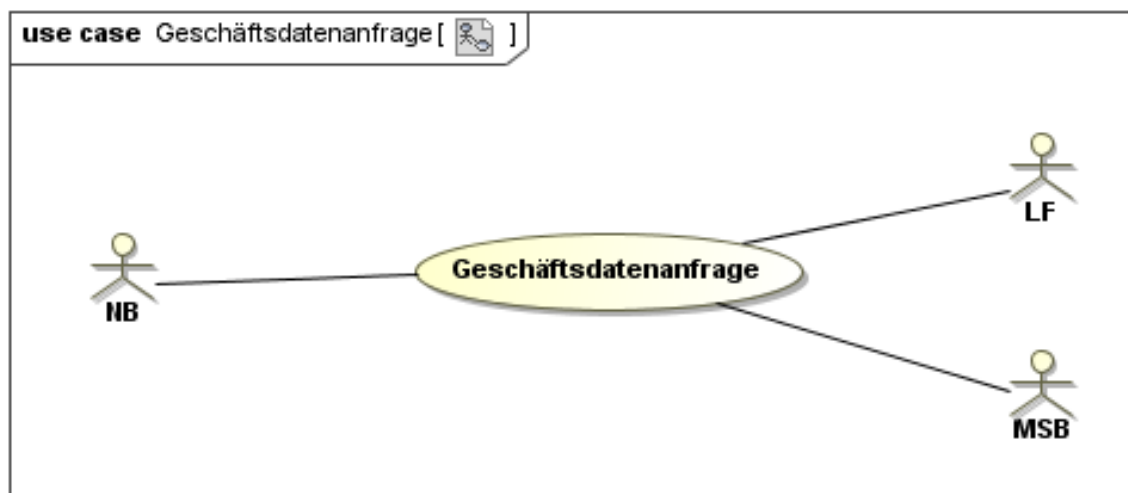 use case Geschäftsdatenanfrage [ ]
LF
Geschäftsdatenanfrage
NB
MSB